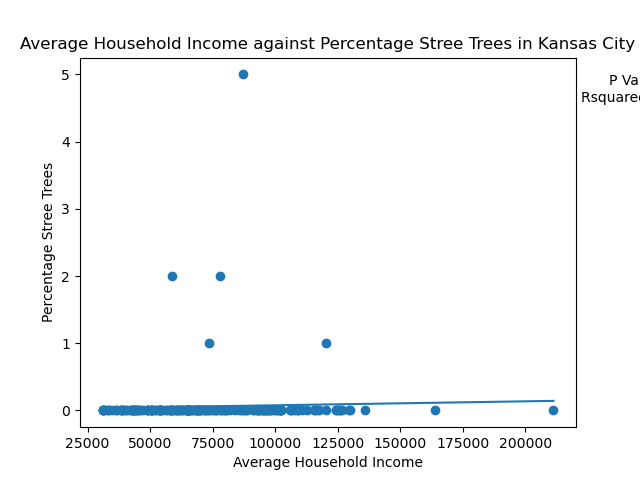 Average Household Income against Percentage Stree Trees in Kansas City
P Va
Rsquared
Percentage Stree Trees
5
4
3
2
1
0
25000 50000 75000 100000 125000 150000 175000 200000
Average Household Income